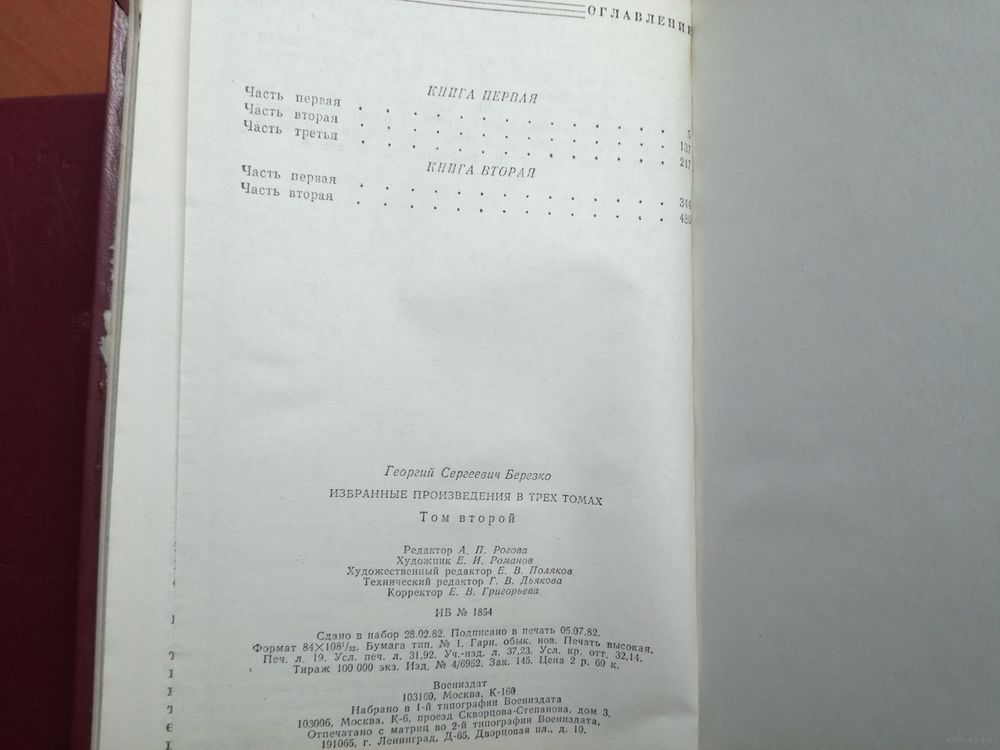 ОГЛАВЛЕНИЕ
КНИГА ПЕРВАЯ
Часть первая . . . . . . . . . . . . 5
Часть вторая . . . . . . . . . . . . 137
Часть третья . . . . . . . . . . . . 247
КНИГА ВТОРАЯ
Часть первая . . . . . . . . . . . . 344
Часть вторая . . . . . . . . . . . .
Георгий Сергеевич Березко
ИЗБРАННЫЕ ПРОИЗВЕДЕНИЯ В ТРЕХ ТОМАХ
Том второй
Редактор А. П. Рогова
Художник Е. И. Романов
Художественный редактор Е. В. Поляков
Технический редактор Г. В. Дьякова
Корректор Е. В. Григорьева
ИБ № 1854
Сдано в набор 28.02.82. Подписано в печать 05.07.82.
Формат 84×108¹/₃₂. Бумага тип. № 1. Гарн. обык. нов. Печать высокая.
Печ. л. 19. Усл. печ. л. 31,92. Уч.-изд. л. 37,23. Усл. кр. отт. 32,14.
Тираж 100 000 экз. Изд. № 4/6952. Зак. 145. Цена 2 р. 60 к.
Воениздат
103160, Москва, К-160
Набрано в 1-й типографии Воениздата
103006, Москва, К-6, проезд Скворцова-Степанова, дом 3.
Отпечатано с матриц во 2-й типографии Воениздата,
191065, г. Ленинград, Д-65, Дворцовая пл., д. 10.
www.ay.by